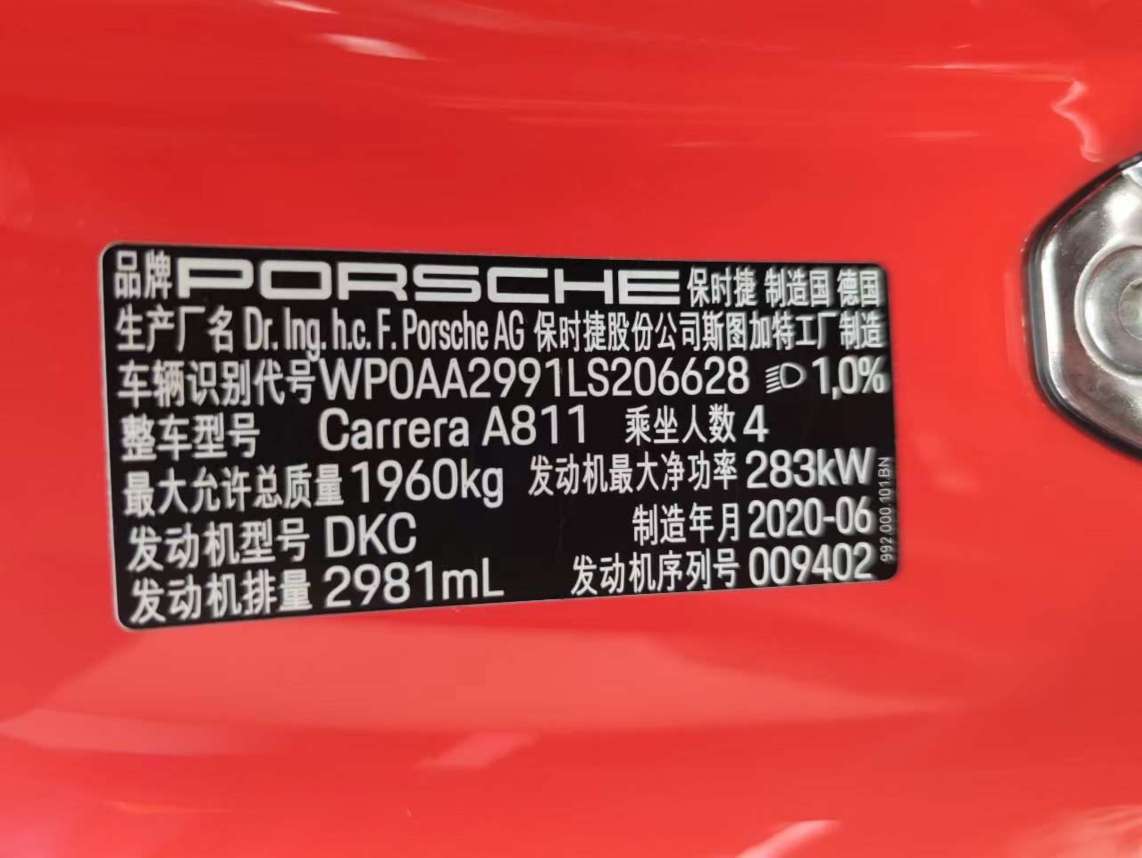 品牌 PORSCHE 保时捷 制造国 德国
生产厂名 Dr. Ing. h.c. F. Porsche AG 保时捷股份公司斯图加特工厂制造
车辆识别代号 WP0AA2991LS206628 1,0%
整车型号 Carrera A811 乘坐人数 4
最大允许总质量 1960kg 发动机最大净功率 283kW
发动机型号 DKC 制造年月 2020-06
发动机排量 2981mL 发动机序列号 009402
992.000.101.BN